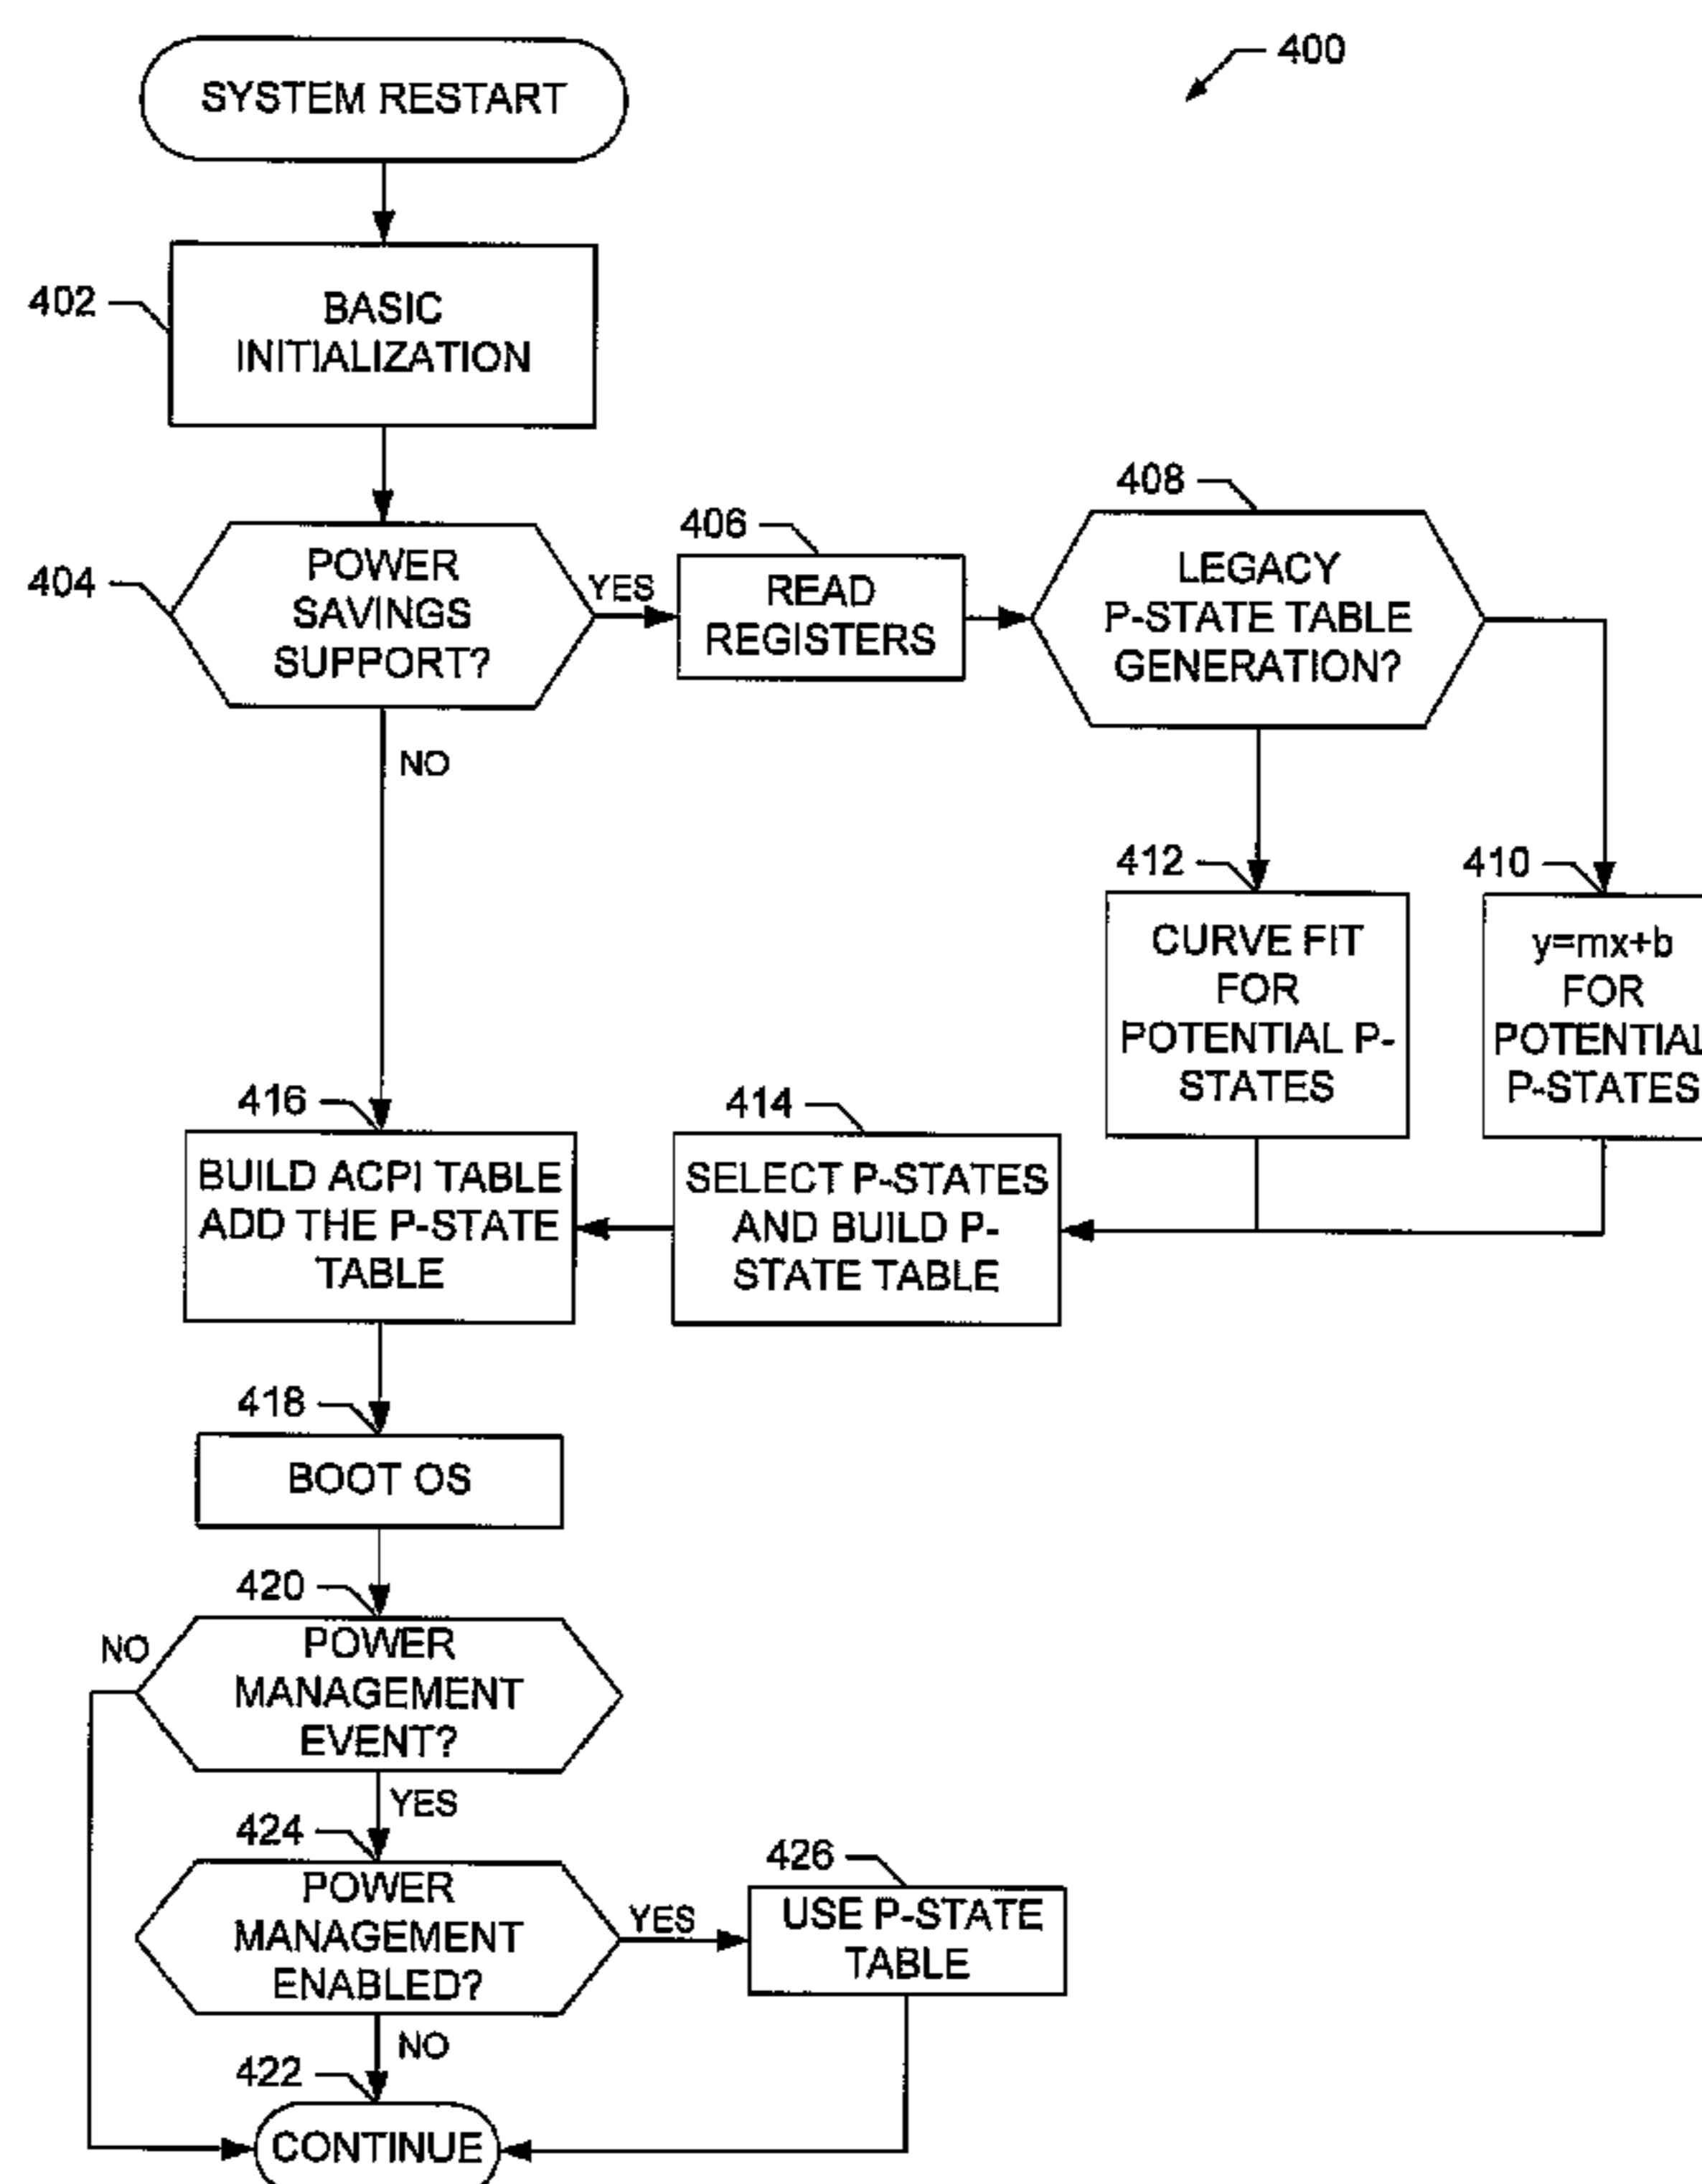 400
SYSTEM RESTART
402
BASIC
INITIALIZATION
404
POWER
SAVINGS
SUPPORT?
YES
NO
406
READ
REGISTERS
408
LEGACY
P-STATE TABLE
GENERATION?
412
CURVE FIT
FOR
POTENTIAL P-
STATES
410
y=mx+b
FOR
POTENTIAL
P-STATES
416
BUILD ACPI TABLE
ADD THE P-STATE
TABLE
414
SELECT P-STATES
AND BUILD P-
STATE TABLE
418
BOOT OS
420
NO
POWER
MANAGEMENT
EVENT?
YES
424
POWER
MANAGEMENT
ENABLED?
YES
NO
426
USE P-STATE
TABLE
422
CONTINUE